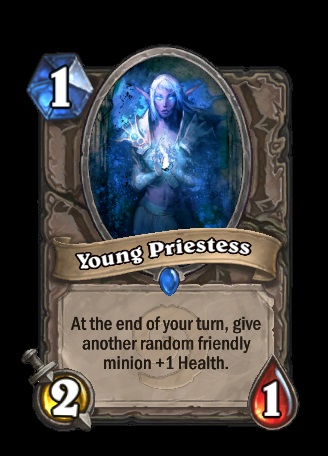 1
Young Priestess
At the end of your turn, give
another random friendly
minion +1 Health.
2
1